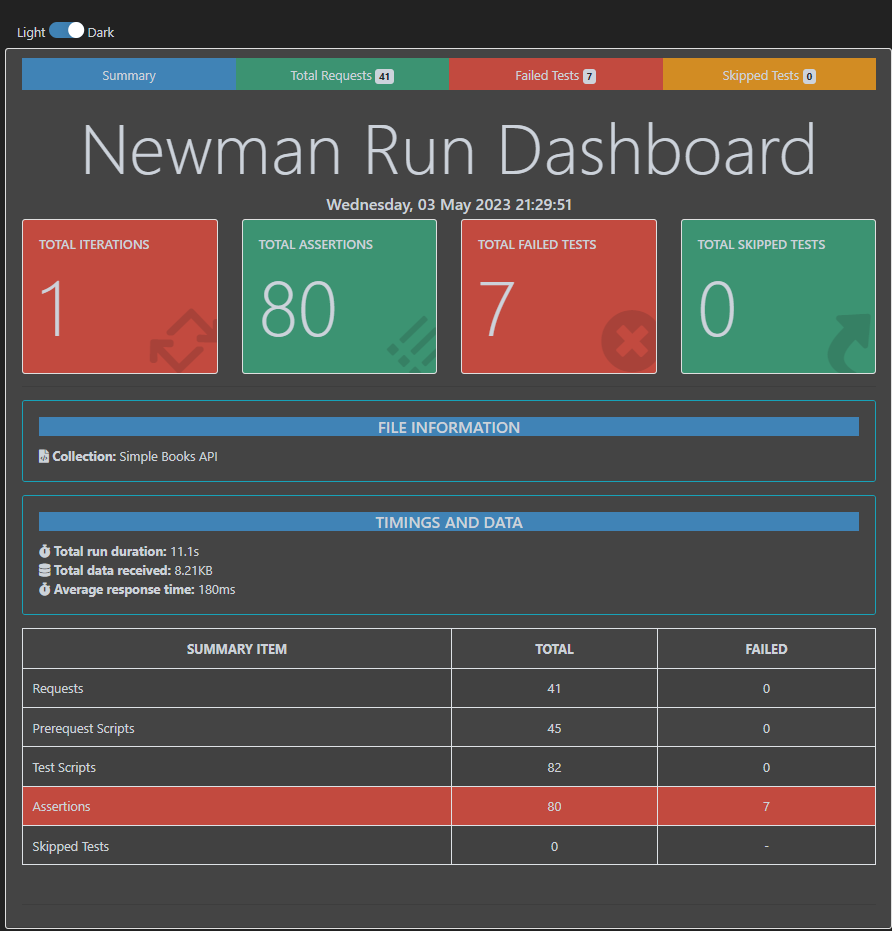 Light Dark
Summary Total Requests 41 Failed Tests 7 Skipped Tests 0
Newman Run Dashboard
Wednesday, 03 May 2023 21:29:51
TOTAL ITERATIONS TOTAL ASSERTIONS TOTAL FAILED TESTS TOTAL SKIPPED TESTS
1 80 7 0
FILE INFORMATION
Collection: Simple Books API
TIMINGS AND DATA
Total run duration: 11.1s
Total data received: 8.21KB
Average response time: 180ms
SUMMARY ITEM TOTAL FAILED
Requests 41 0
Prerequest Scripts 45 0
Test Scripts 82 0
Assertions 80 7
Skipped Tests 0 -